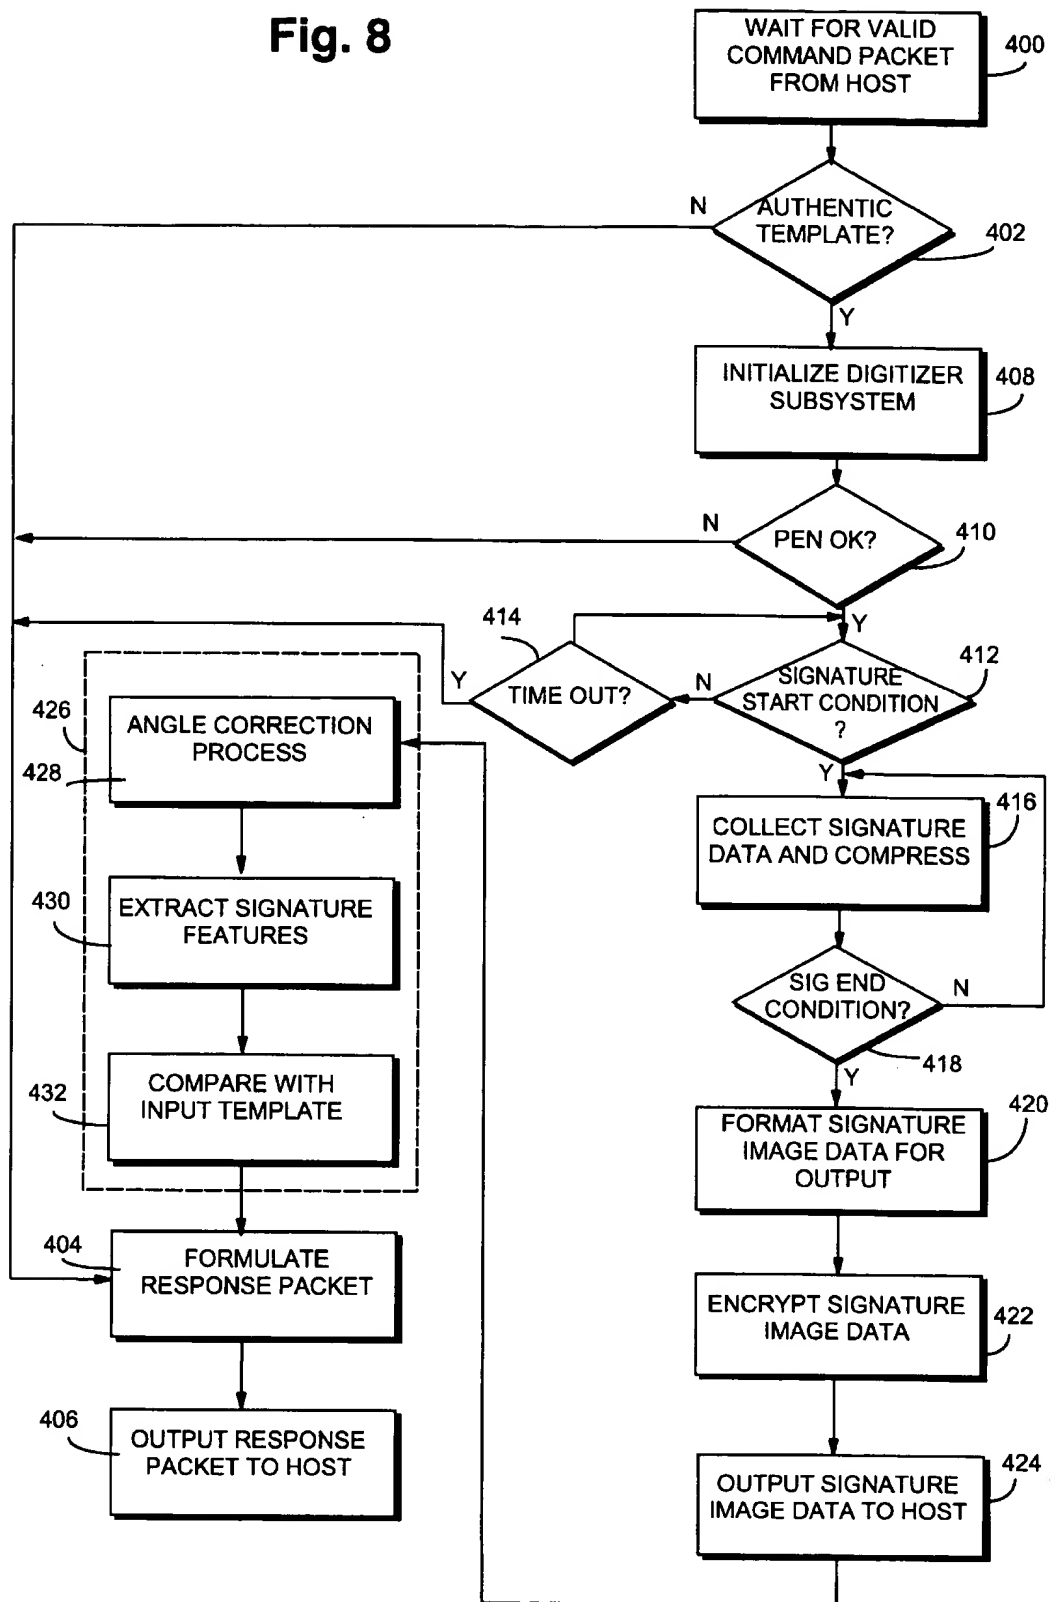 Fig. 8
WAIT FOR VALID
COMMAND PACKET
FROM HOST
400
N
AUTHENTIC
TEMPLATE?
402
Y
INITIALIZE DIGITIZER
SUBSYSTEM
408
N
PEN OK?
410
Y
414
TIME OUT?
Y
N
SIGNATURE
START CONDITION
?
412
Y
426
ANGLE CORRECTION
PROCESS
428
COLLECT SIGNATURE
DATA AND COMPRESS
416
430
EXTRACT SIGNATURE
FEATURES
SIG END
CONDITION?
N
418
Y
432
COMPARE WITH
INPUT TEMPLATE
FORMAT SIGNATURE
IMAGE DATA FOR
OUTPUT
420
404
FORMULATE
RESPONSE PACKET
ENCRYPT SIGNATURE
IMAGE DATA
422
406
OUTPUT RESPONSE
PACKET TO HOST
OUTPUT SIGNATURE
IMAGE DATA TO HOST
424